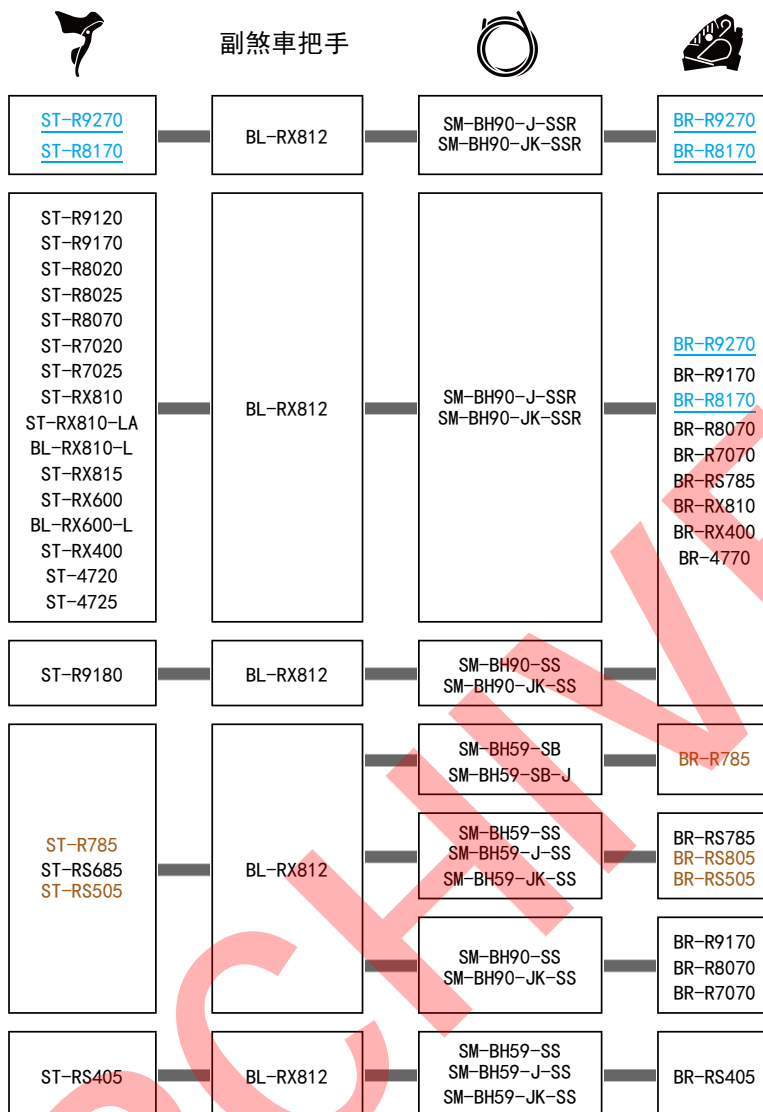 副煞車把手
ST-R9270
ST-R8170
BL-RX812
SM-BH90-J-SSR
SM-BH90-JK-SSR
BR-R9270
BR-R8170
ST-R9120
ST-R9170
ST-R8020
ST-R8025
ST-R8070
ST-R7020
ST-R7025
ST-RX810
ST-RX810-LA
BL-RX810-L
ST-RX815
ST-RX600
BL-RX600-L
ST-RX400
ST-4720
ST-4725
BL-RX812
SM-BH90-J-SSR
SM-BH90-JK-SSR
BR-R9270
BR-R9170
BR-R8170
BR-R8070
BR-R7070
BR-RS785
BR-RX810
BR-RX400
BR-4770
ST-R9180
BL-RX812
SM-BH90-SS
SM-BH90-JK-SS
ST-R785
ST-RS685
ST-RS505
BL-RX812
SM-BH59-SB
SM-BH59-SB-J
BR-R785
SM-BH59-SS
SM-BH59-J-SS
SM-BH59-JK-SS
BR-RS785
BR-RS805
BR-RS505
SM-BH90-SS
SM-BH90-JK-SS
BR-R9170
BR-R8070
BR-R7070
ST-RS405
BL-RX812
SM-BH59-SS
SM-BH59-J-SS
SM-BH59-JK-SS
BR-RS405